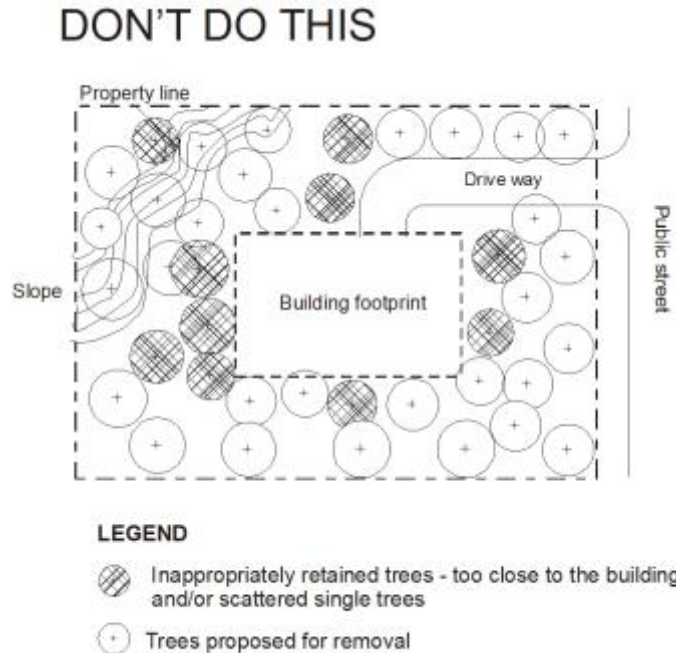 DON'T DO THIS
Property line
Drive way
Public street
Slope
Building footprint
LEGEND
Inappropriately retained trees - too close to the building
and/or scattered single trees
Trees proposed for removal